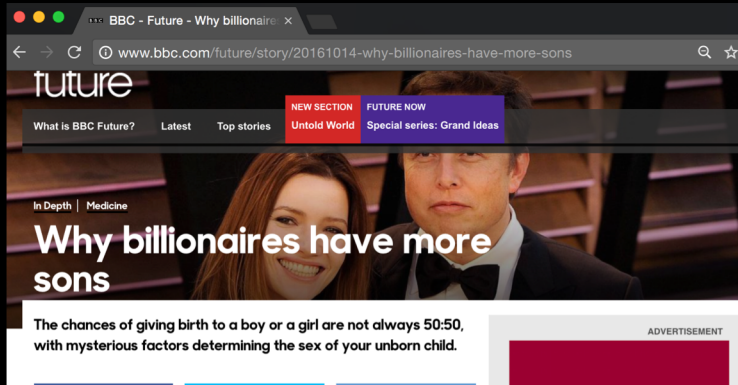 BBC BBC - Future - Why billionaire
www.bbc.com/future/story/20161014-why-billionaires-have-more-sons
future
NEW SECTION FUTURE NOW
What is BBC Future? Latest Top stories Untold World Special series: Grand Ideas
In Depth | Medicine
Why billionaires have more
sons
The chances of giving birth to a boy or a girl are not always 50:50,
with mysterious factors determining the sex of your unborn child.
ADVERTISEMENT